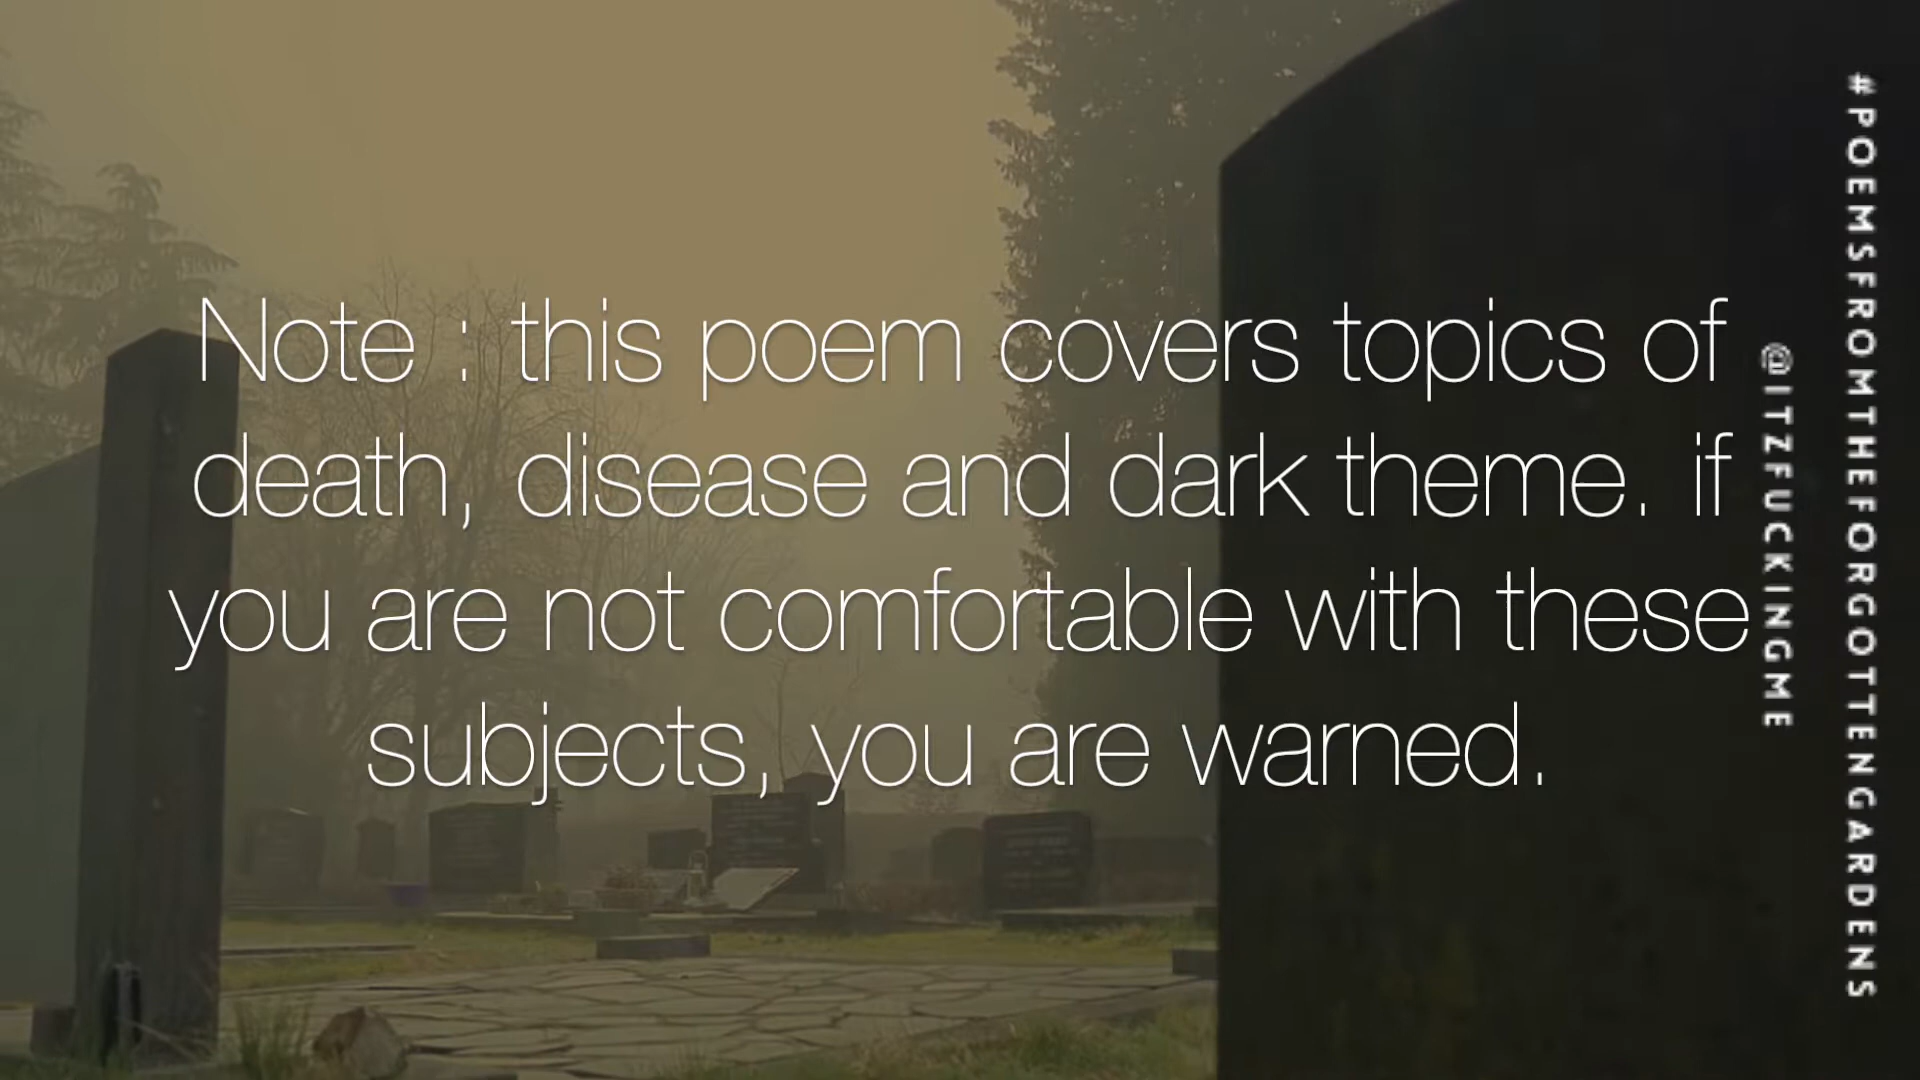 Note : this poem covers topics of
death, disease and dark theme. if
you are not comfortable with these
subjects, you are warned.
@ITZFUCKINGME
#POEMSFROMTHEFORGOTTENGARDENS